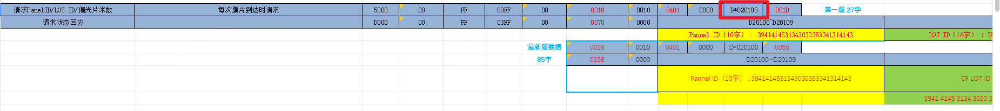 请求PanelID/LOT ID/偏光片米数 每次膜片到达时请求 5000 00 FF 03FF 00 0018 0010 0401 0000 D*020100 001B 第一版 27字
请求状态回应 D000 00 FF 03FF 00 0070 0000 D20100~D20109
Pannel ID（10字） : 3941414531343030353341314143 LOT ID（16字） : 39
最新版数据 0018 0010 0401 0000 D*020100 0055
85字 0158 0000 D20100~D20109
Pannel ID（10字） : 3941414531343030353341314143 CF LOT ID
3941 4145 3134 3030 3